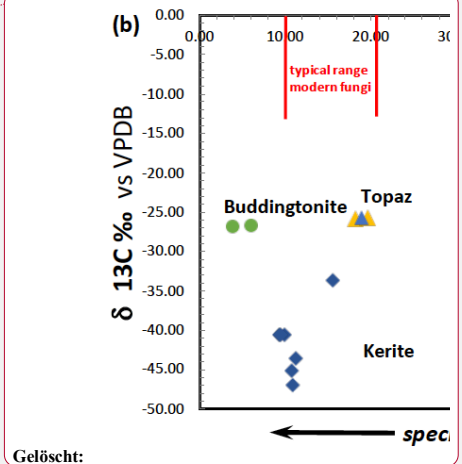 (b)
0.00
0.00 10.00 20.00 30
-5.00
typical range
modern fungi
-10.00
-15.00
-20.00
δ 13C ‰ vs VPDB
Buddingtonite Topaz
-25.00
-30.00
-35.00
-40.00
Kerite
-45.00
-50.00
speci
Gelöscht: